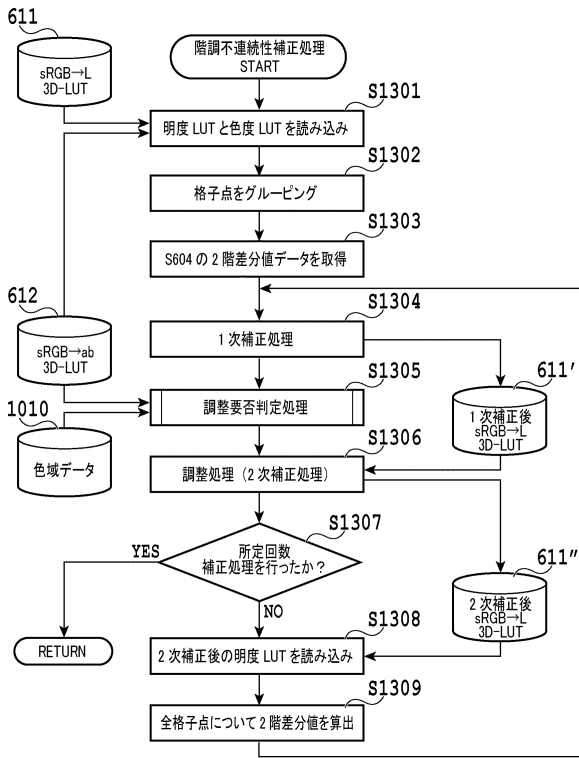 611
sRGB→L
3D-LUT
階調不連続性補正処理
START
S1301
明度 LUT と色度 LUT を読み込み
S1302
格子点をグルーピング
S1303
S604 の 2 階差分値データを取得
612
sRGB→ab
3D-LUT
S1304
1 次補正処理
S1305
調整要否判定処理
611′
1 次補正後
sRGB→L
3D-LUT
1010
色域データ
S1306
調整処理（2 次補正処理）
S1307
所定回数
補正処理を行ったか？
YES
NO
RETURN
611″
2 次補正後
sRGB→L
3D-LUT
S1308
2 次補正後の明度 LUT を読み込み
S1309
全格子点について 2 階差分値を算出